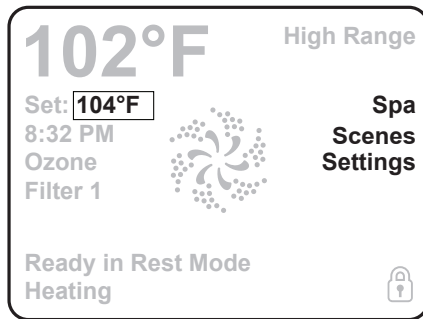 102°F
High Range
Set: 104°F
Spa
8:32 PM
Scenes
Ozone
Settings
Filter 1
Ready in Rest Mode
Heating